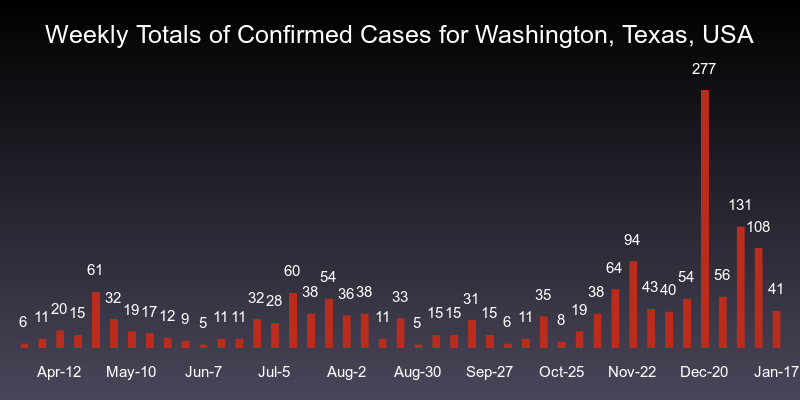 Weekly Totals of Confirmed Cases for Washington, Texas, USA
6 11 20 15 61 32 19 17 12 9 5 11 11 32 28 60 38 54 36 38 11 33 5 15 15 31 15 6 11 35 8 19 38 64 94 43 40 54 277 56 131 108 41
Apr-12 May-10 Jun-7 Jul-5 Aug-2 Aug-30 Sep-27 Oct-25 Nov-22 Dec-20 Jan-17